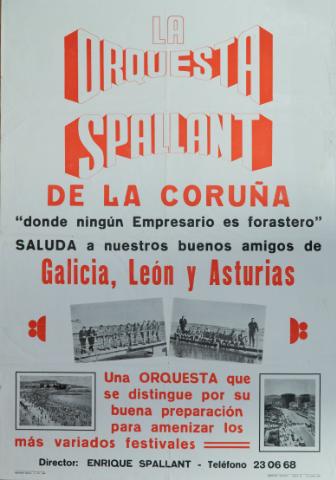 LA
ORQUESTA
SPALLANT
DE LA CORUÑA
"donde ningún Empresario es forastero"
SALUDA a nuestros buenos amigos de
Galicia, León y Asturias
Una ORQUESTA que
se distingue por su
buena preparación
para amenizar los
más variados festivales
Director: ENRIQUE SPALLANT - Teléfono 23 06 68